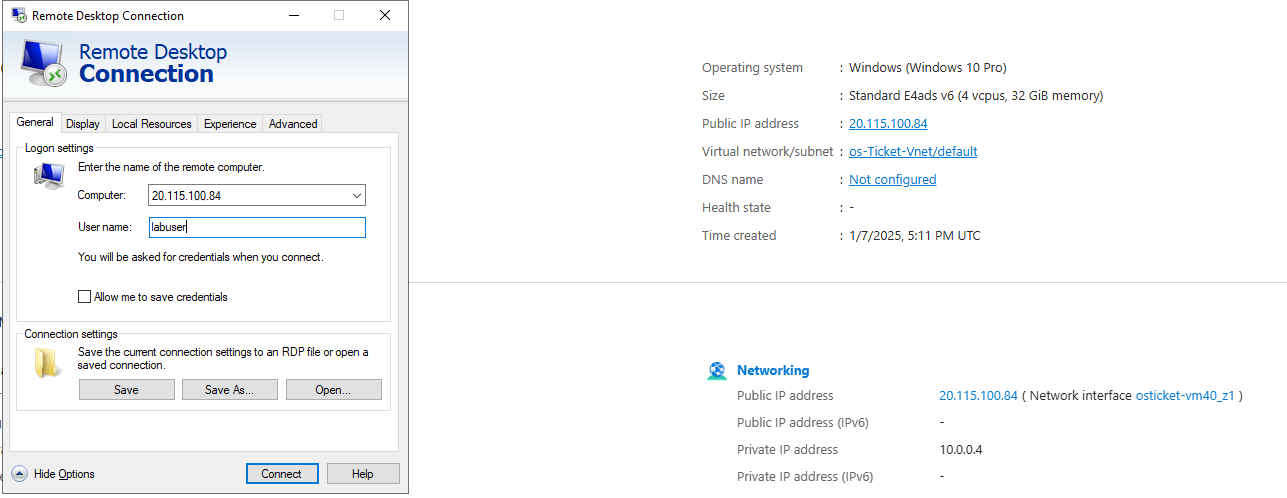 Remote Desktop Connection
Remote Desktop
Connection
General Display Local Resources Experience Advanced
Logon settings
Enter the name of the remote computer.
Computer: 20.115.100.84
User name: labuser
You will be asked for credentials when you connect.
Allow me to save credentials
Connection settings
Save the current connection settings to an RDP file or open a
saved connection.
Save Save As... Open...
Hide Options Connect Help
Operating system : Windows (Windows 10 Pro)
Size : Standard E4ads v6 (4 vcpus, 32 GiB memory)
Public IP address : 20.115.100.84
Virtual network/subnet : os-Ticket-Vnet/default
DNS name : Not configured
Health state : -
Time created : 1/7/2025, 5:11 PM UTC
Networking
Public IP address 20.115.100.84 ( Network interface osticket-vm40_z1 )
Public IP address (IPv6) -
Private IP address 10.0.0.4
Private IP address (IPv6) -